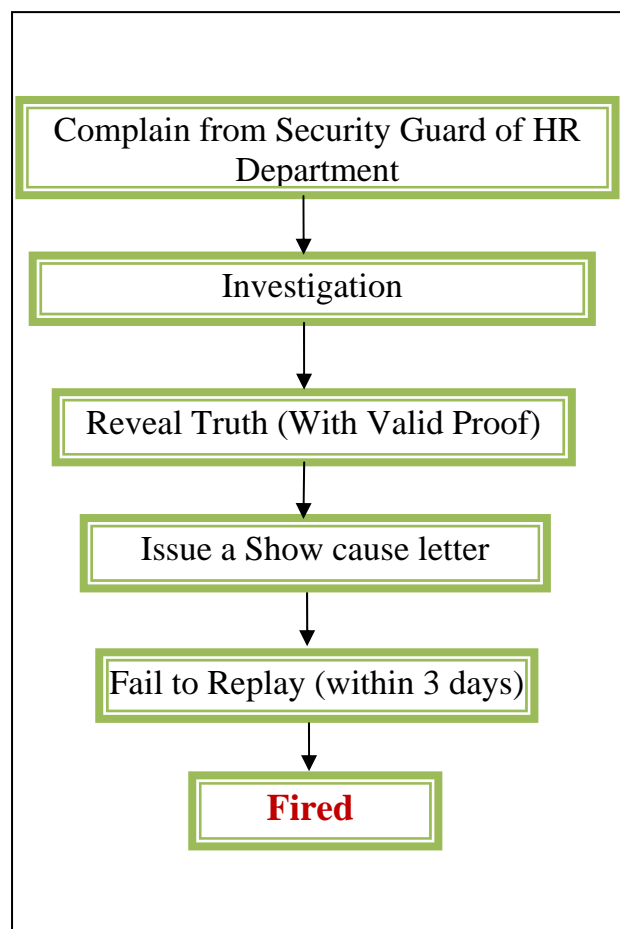 Complain from Security Guard of HR
Department
Investigation
Reveal Truth (With Valid Proof)
Issue a Show cause letter
Fail to Replay (within 3 days)
Fired